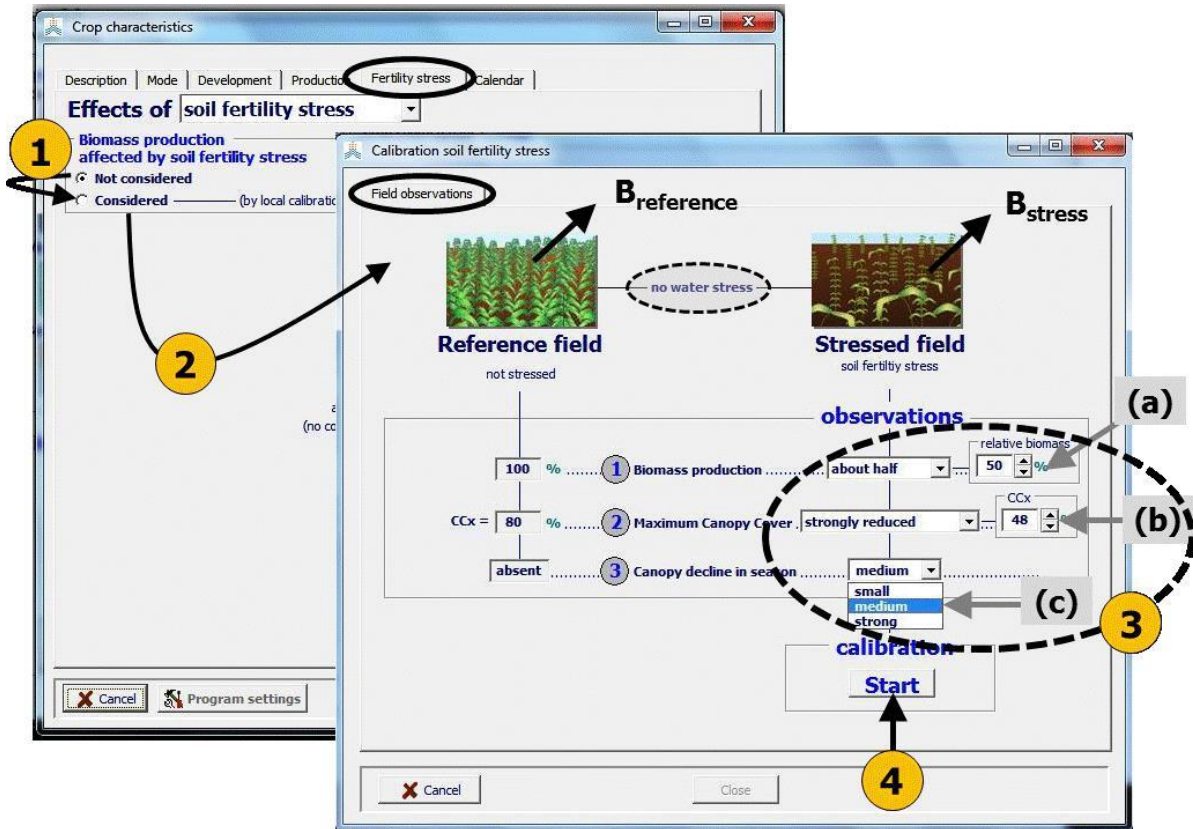 Crop characteristics
Description Mode Development Productio Fertility stress Calendar
Effects of soil fertility stress
1
Biomass production
affected by soil fertility stress
Not considered
Considered (by local calibratio
2
a
(no co
Cancel Program settings
Calibration soil fertility stress
Field observations
Breference
Bstress
no water stress
Reference field
not stressed
Stressed field
soil fertiltiy stress
observations
(a)
relative biomass
100 % ...... 1 Biomass production ........... about half ... 50 %
CCx
CCx = 80 % ........ 2 Maximum Canopy Cover . strongly reduced ... 48 %
(b)
absent ........... 3 Canopy decline in season ......... medium
small
medium
strong
(c)
3
calibration
Start
4
Cancel Close